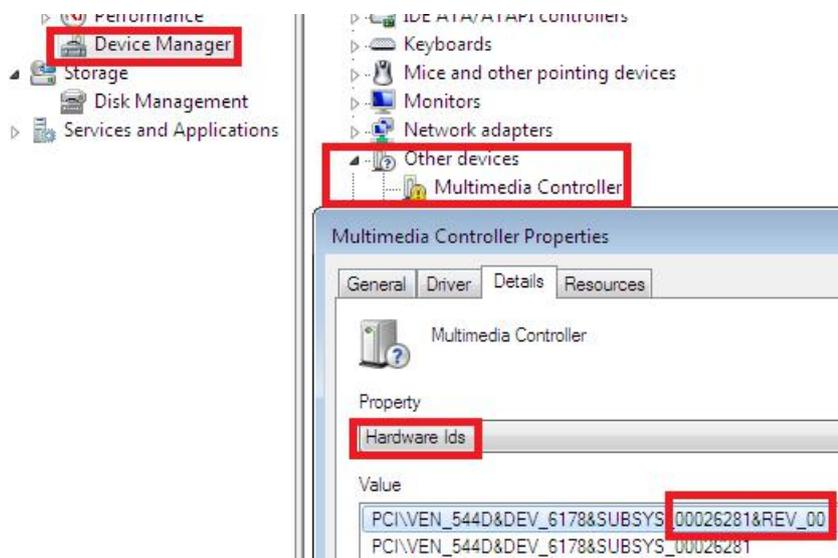 Performance
Device Manager
Storage
Disk Management
Services and Applications
IDE ATA/ATAPI controllers
Keyboards
Mice and other pointing devices
Monitors
Network adapters
Other devices
Multimedia Controller
Multimedia Controller Properties
General Driver Details Resources
Multimedia Controller
Property
Hardware Ids
Value
PCI\VEN_544D&DEV_6178&SUBSYS_00026281&REV_00
PCI\VEN_544D&DEV_6178&SUBSYS_00026281